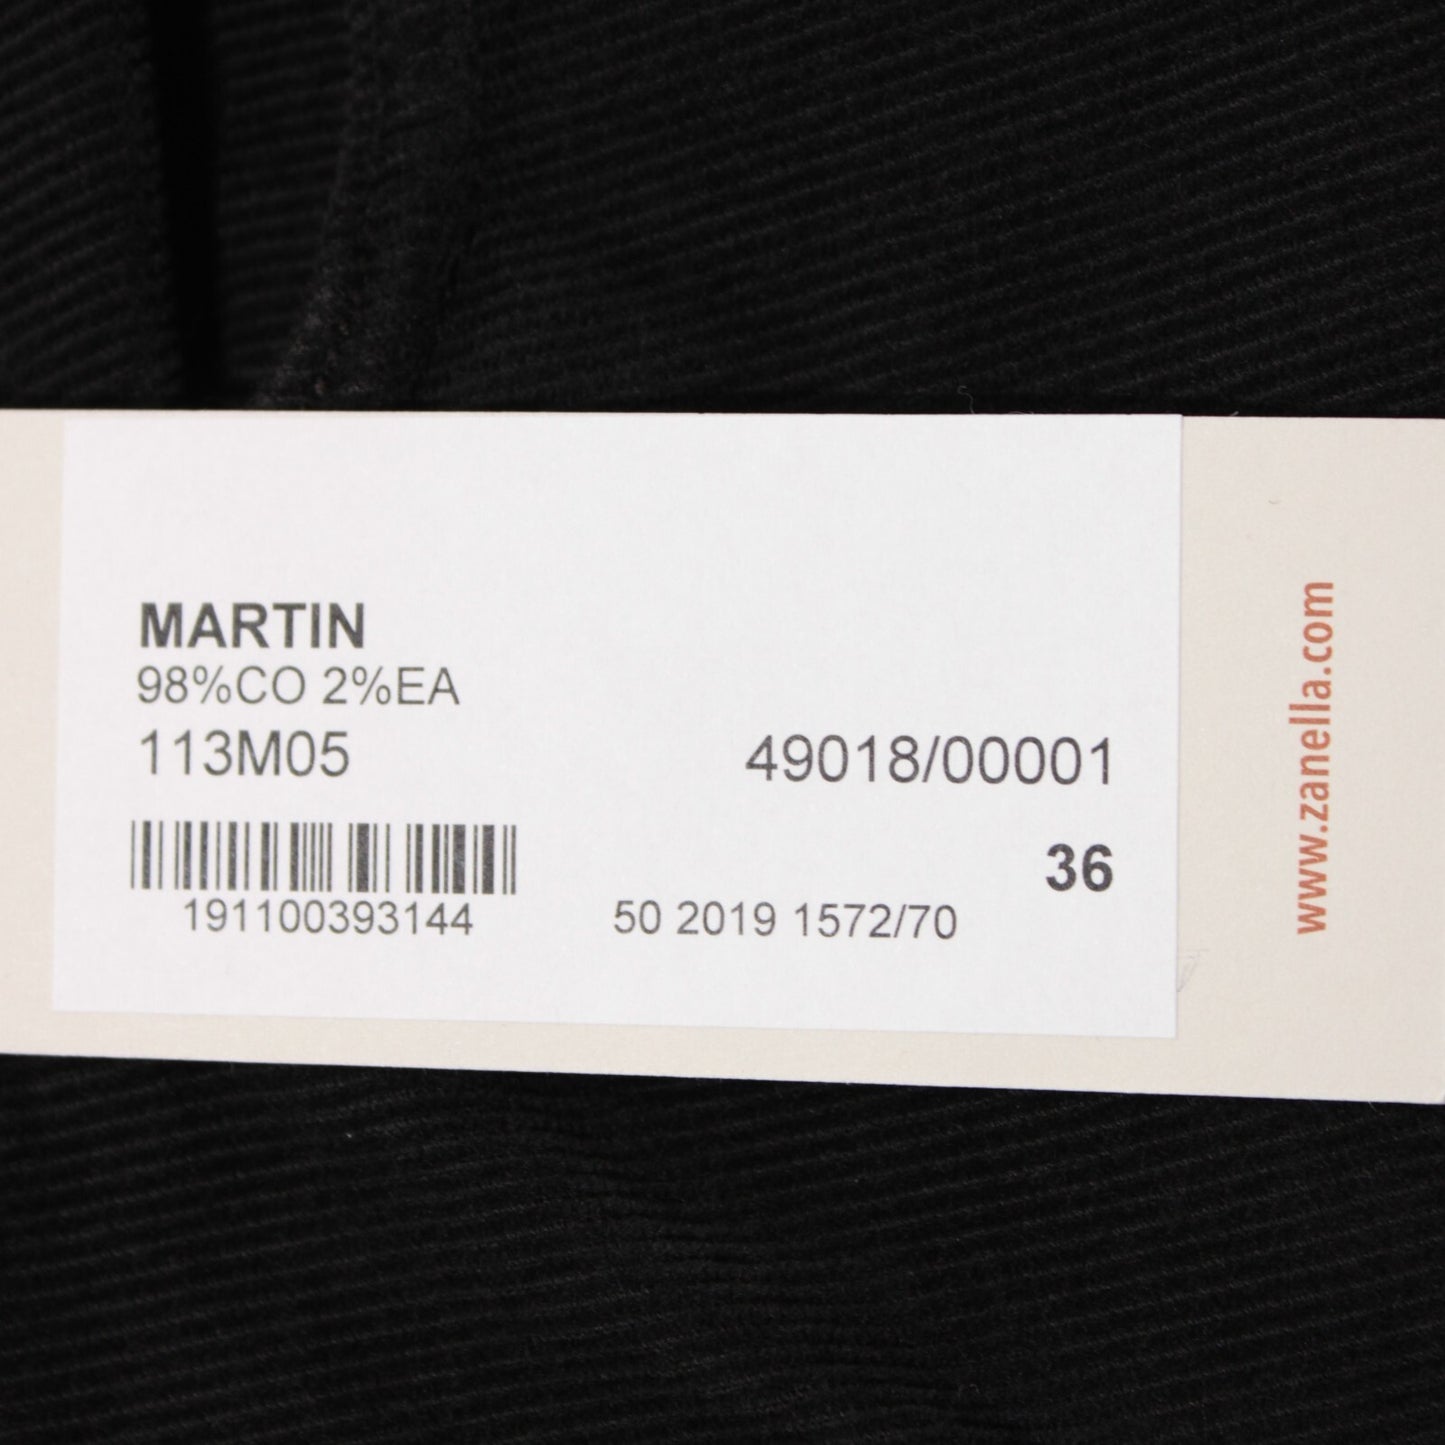 MARTIN
98%CO 2%EA
113M05
49018/00001
36
191100393144
50 2019 1572/70
www.zanella.com